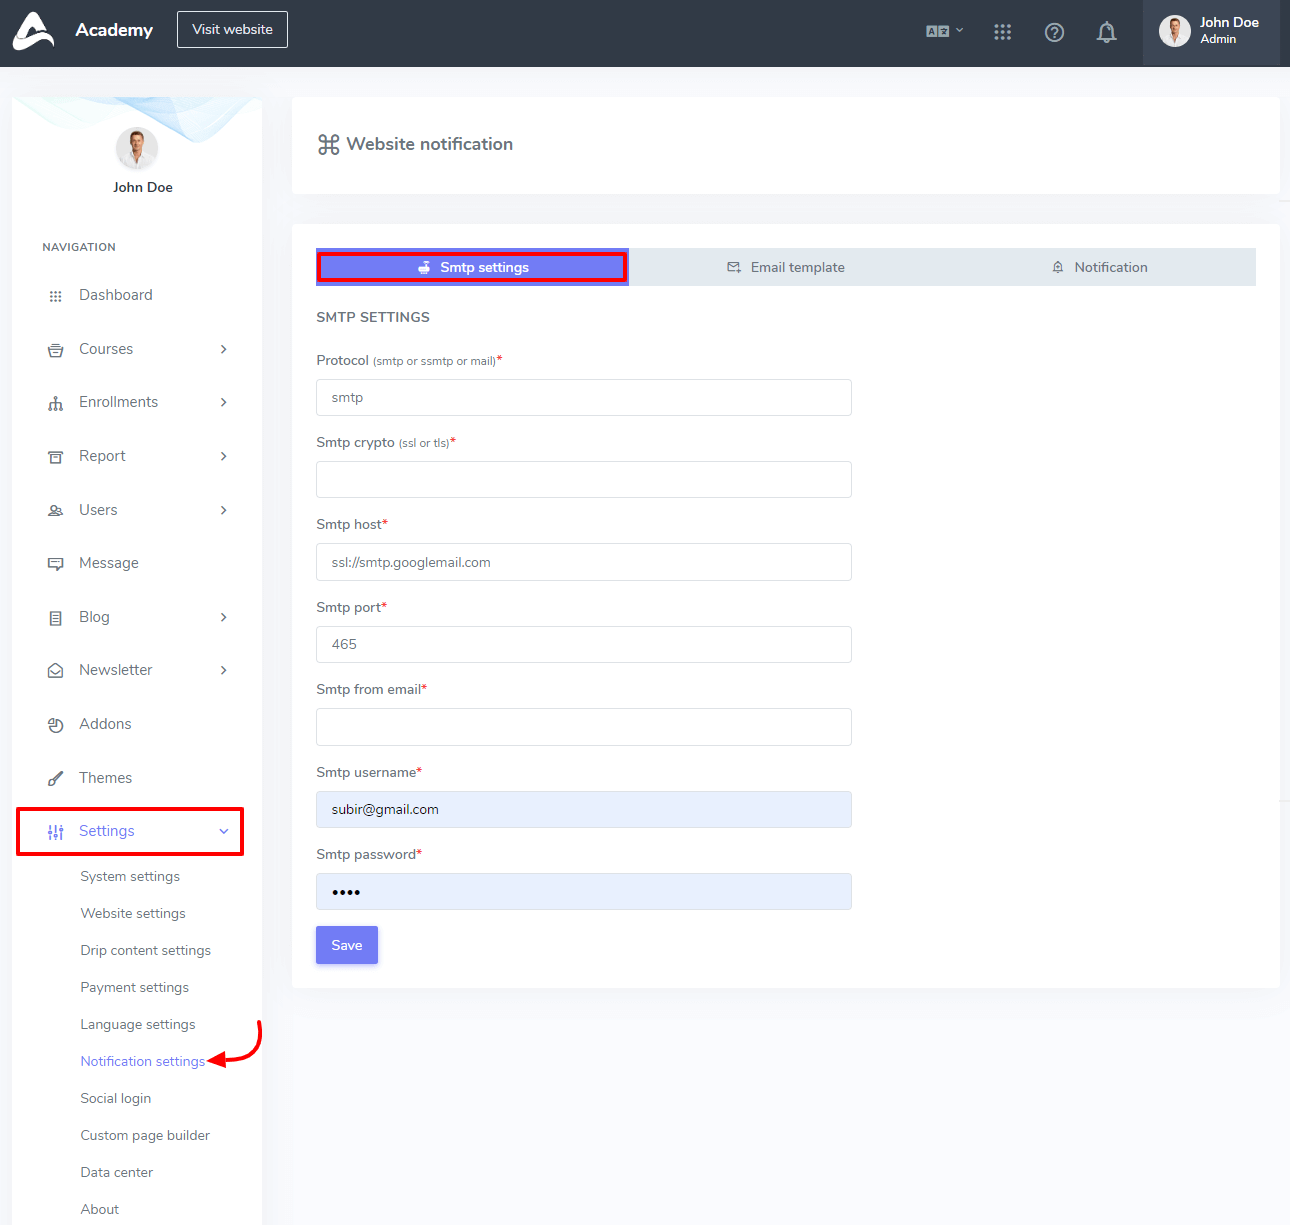 Academy
Visit website
John Doe
Admin
John Doe
NAVIGATION
Dashboard
Courses
Enrollments
Report
Users
Message
Blog
Newsletter
Addons
Themes
Settings
System settings
Website settings
Drip content settings
Payment settings
Language settings
Notification settings
Social login
Custom page builder
Data center
About
Website notification
Smtp settings
Email template
Notification
SMTP SETTINGS
Protocol (smtp or ssmtp or mail)*
smtp
Smtp crypto (ssl or tls)*
Smtp host*
ssl://smtp.googlemail.com
Smtp port*
465
Smtp from email*
Smtp username*
subir@gmail.com
Smtp password*
••••
Save